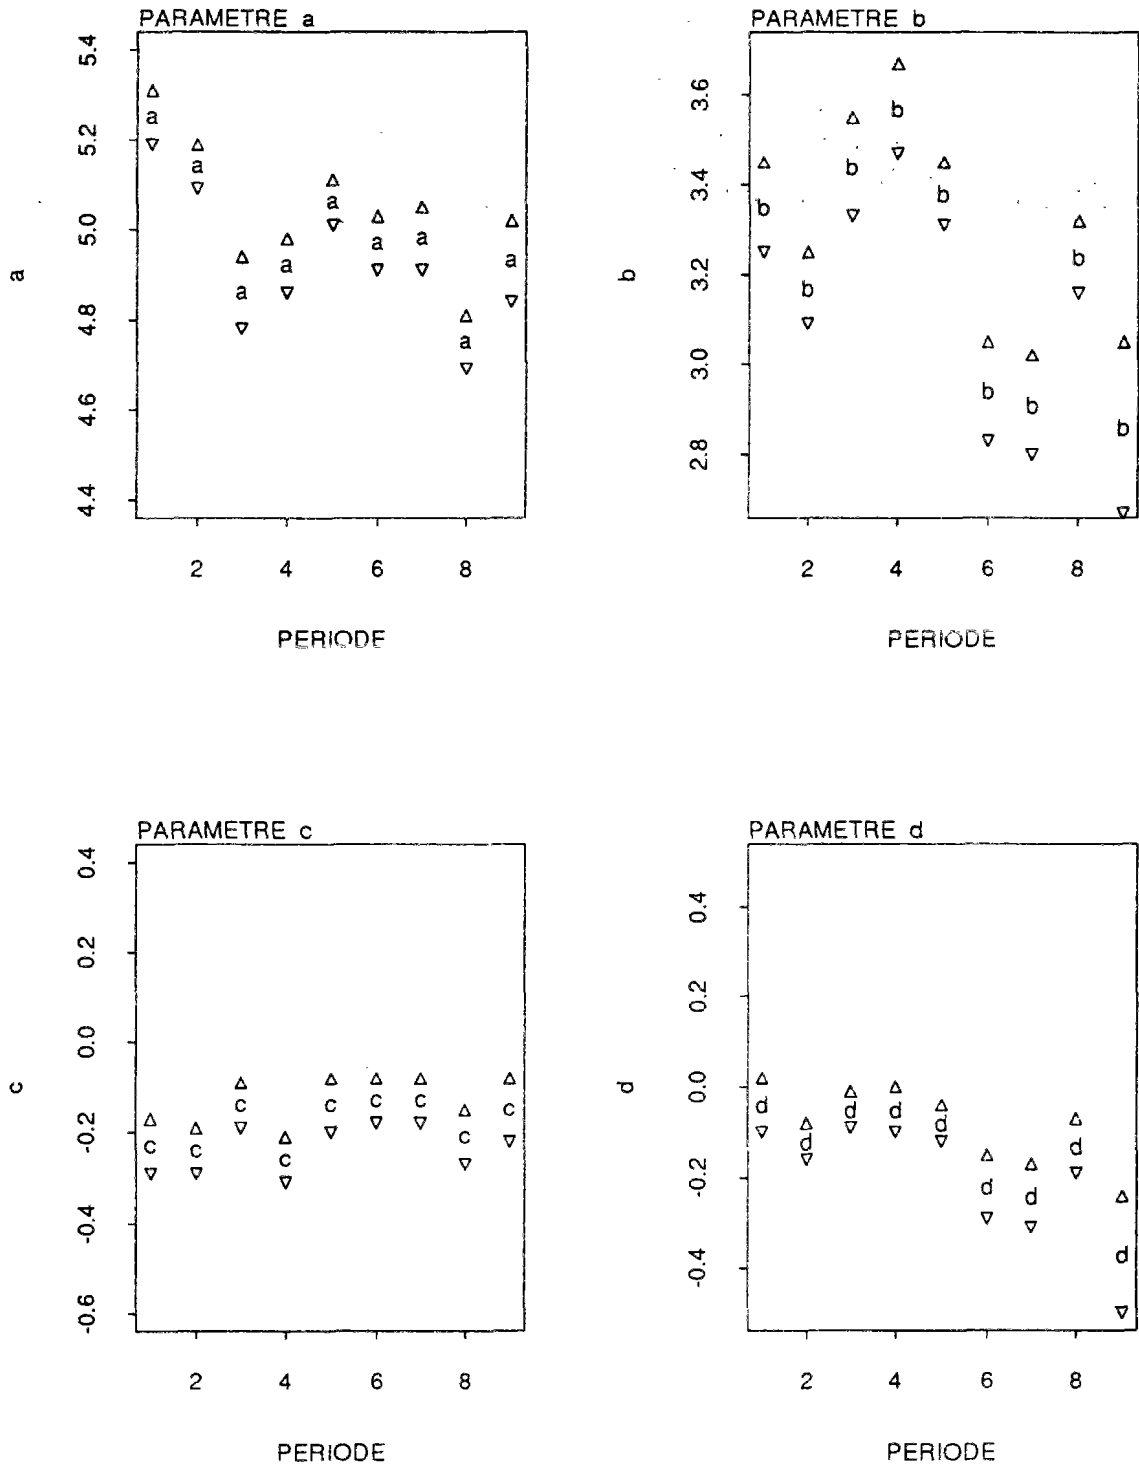 PARAMETRE a
a
5.4
5.2
5.0
4.8
4.6
4.4
a a a a a a a a a
2 4 6 8
PERIODE
PARAMETRE b
b
3.6
3.4
3.2
3.0
2.8
b b b b b b b b b
2 4 6 8
PERIODE
PARAMETRE c
c
0.4
0.2
0.0
-0.2
-0.4
-0.6
c c c c c c c c c
2 4 6 8
PERIODE
PARAMETRE d
d
0.4
0.2
0.0
-0.2
-0.4
d d d d d d d d d
2 4 6 8
PERIODE